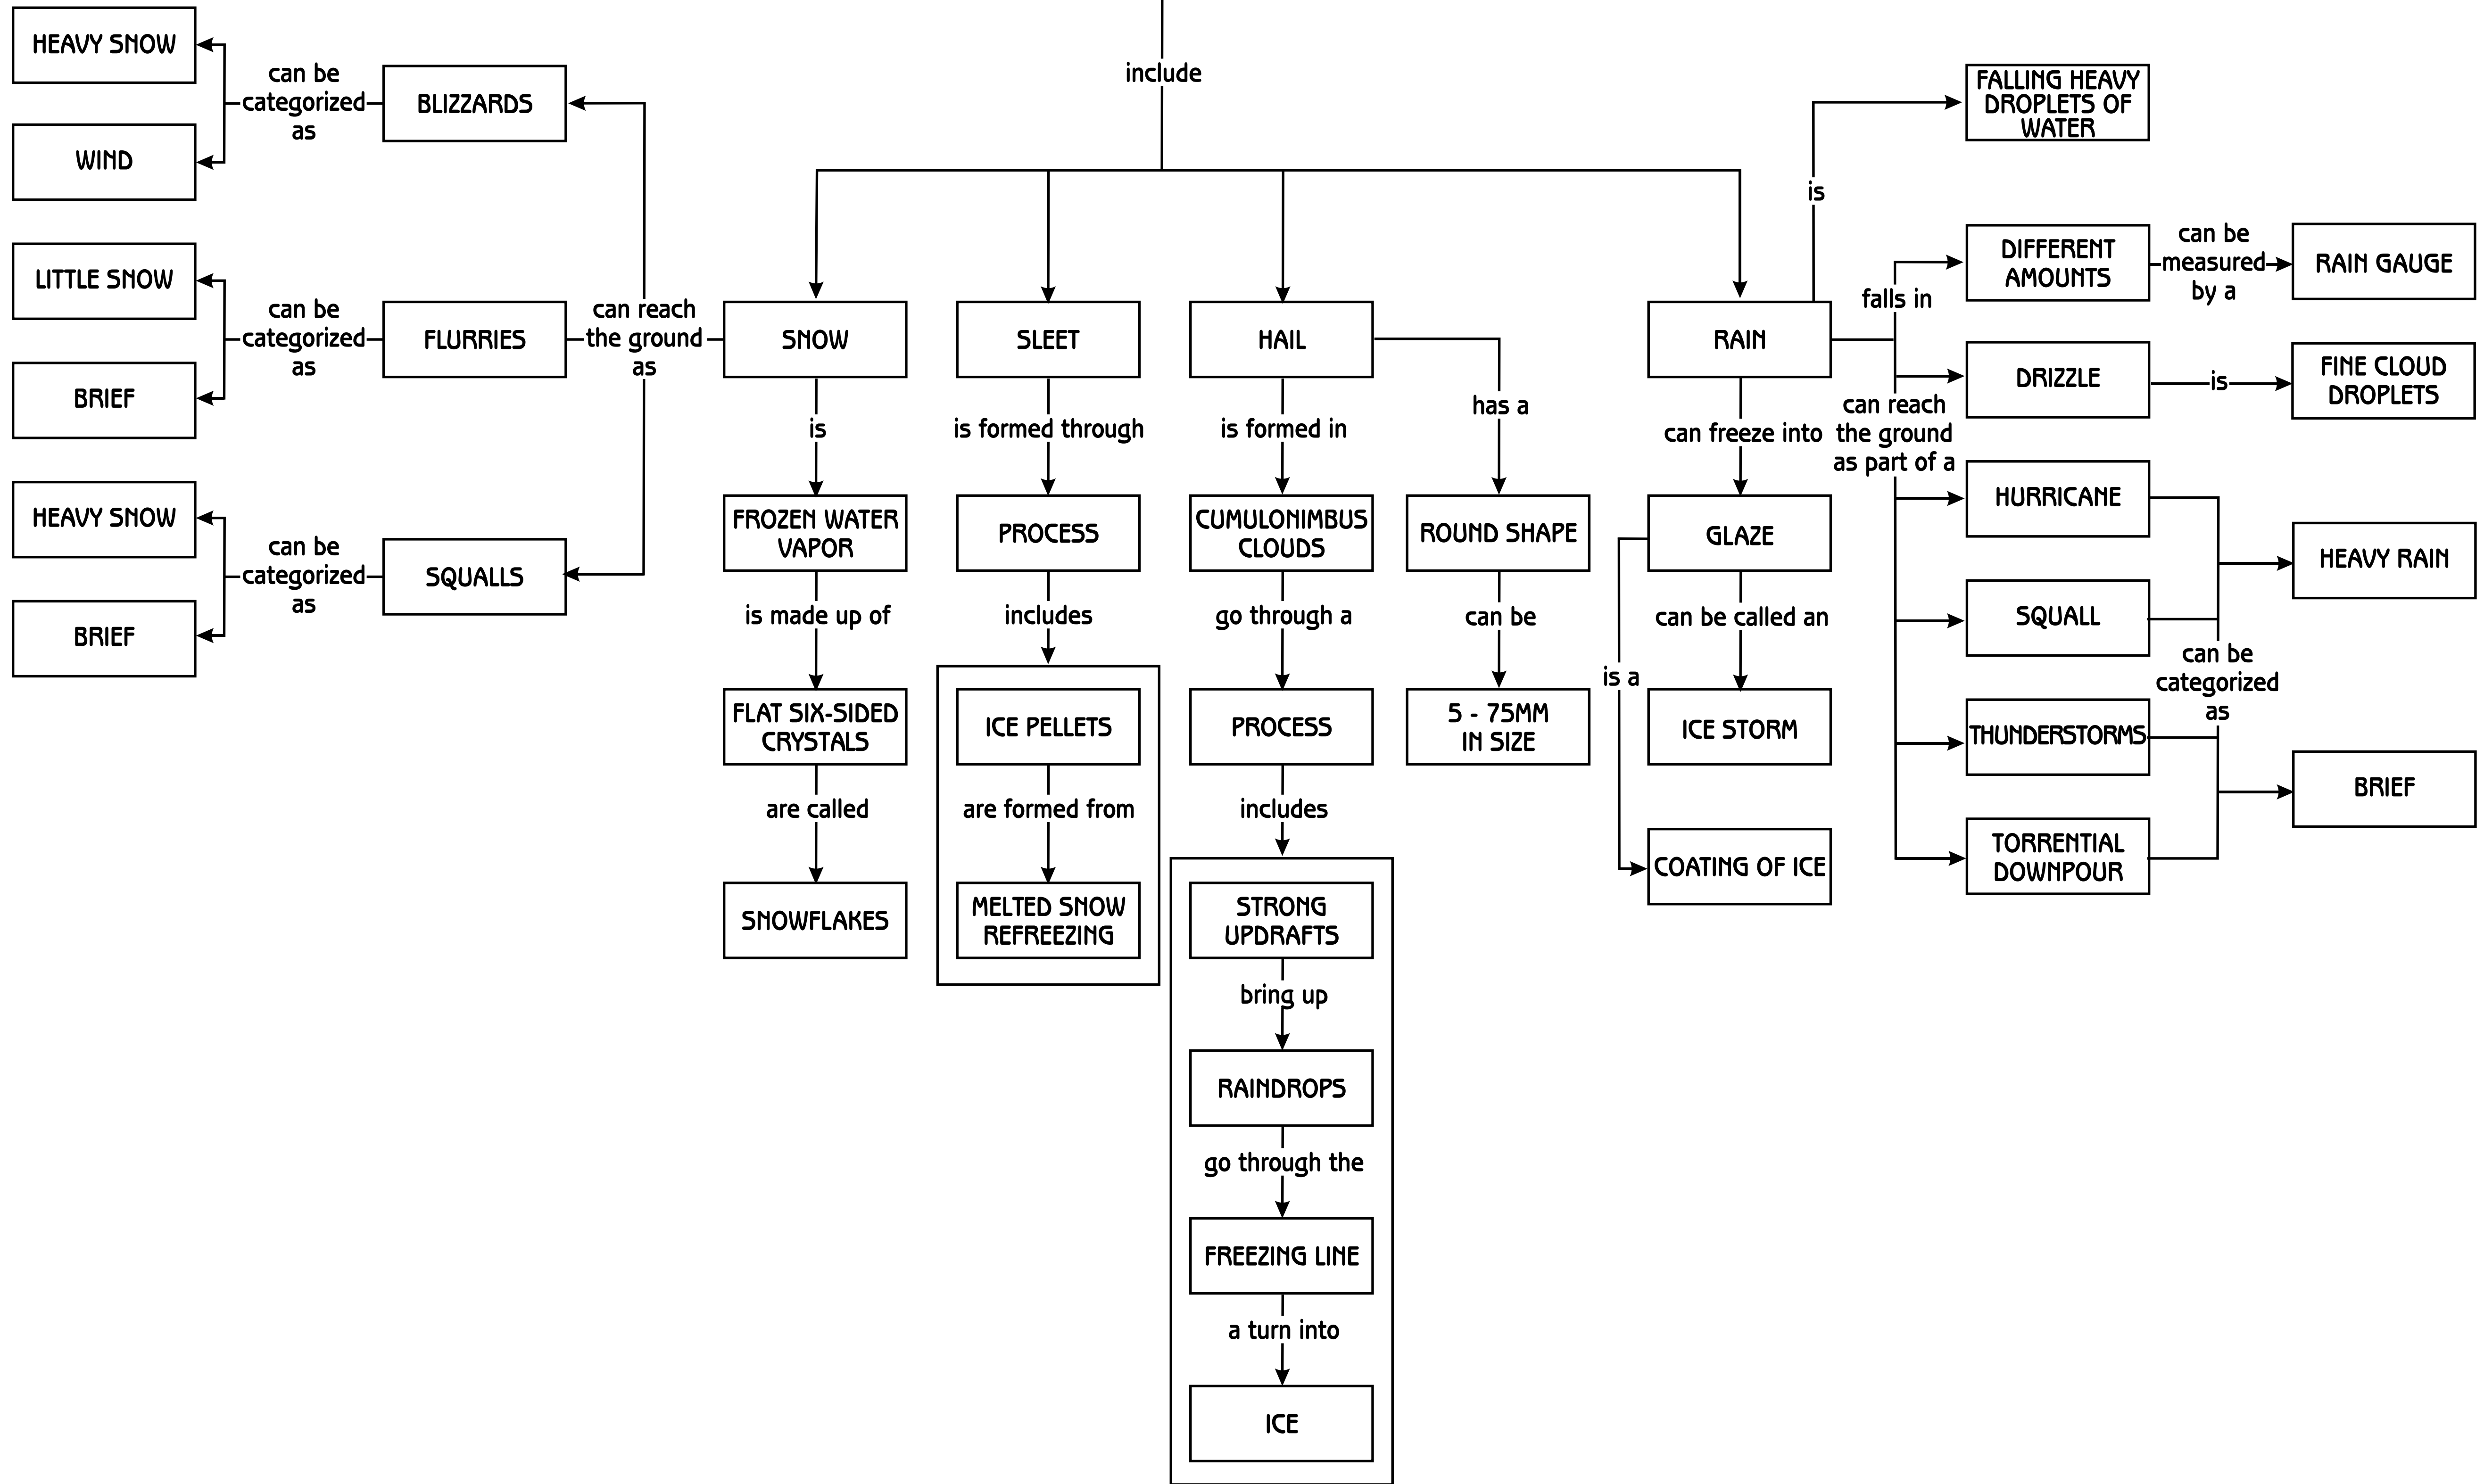 include
HEAVY SNOW
WIND
can be
categorized
as
BLIZZARDS
LITTLE SNOW
BRIEF
can be
categorized
as
FLURRIES
HEAVY SNOW
BRIEF
can be
categorized
as
SQUALLS
can reach
the ground
as
SNOW
is
FROZEN WATER
VAPOR
is made up of
FLAT SIX-SIDED
CRYSTALS
are called
SNOWFLAKES
SLEET
is formed through
PROCESS
includes
ICE PELLETS
are formed from
MELTED SNOW
REFREEZING
HAIL
is formed in
CUMULONIMBUS
CLOUDS
go through a
PROCESS
includes
STRONG
UPDRAFTS
bring up
RAINDROPS
go through the
FREEZING LINE
a turn into
ICE
has a
ROUND SHAPE
can be
5 - 75MM
IN SIZE
RAIN
can freeze into
GLAZE
can be called an
ICE STORM
is a
COATING OF ICE
is
FALLING HEAVY
DROPLETS OF
WATER
falls in
DIFFERENT
AMOUNTS
can be
measured
by a
RAIN GAUGE
DRIZZLE
is
FINE CLOUD
DROPLETS
can reach
the ground
as part of a
HURRICANE
SQUALL
THUNDERSTORMS
TORRENTIAL
DOWNPOUR
can be
categorized
as
HEAVY RAIN
BRIEF